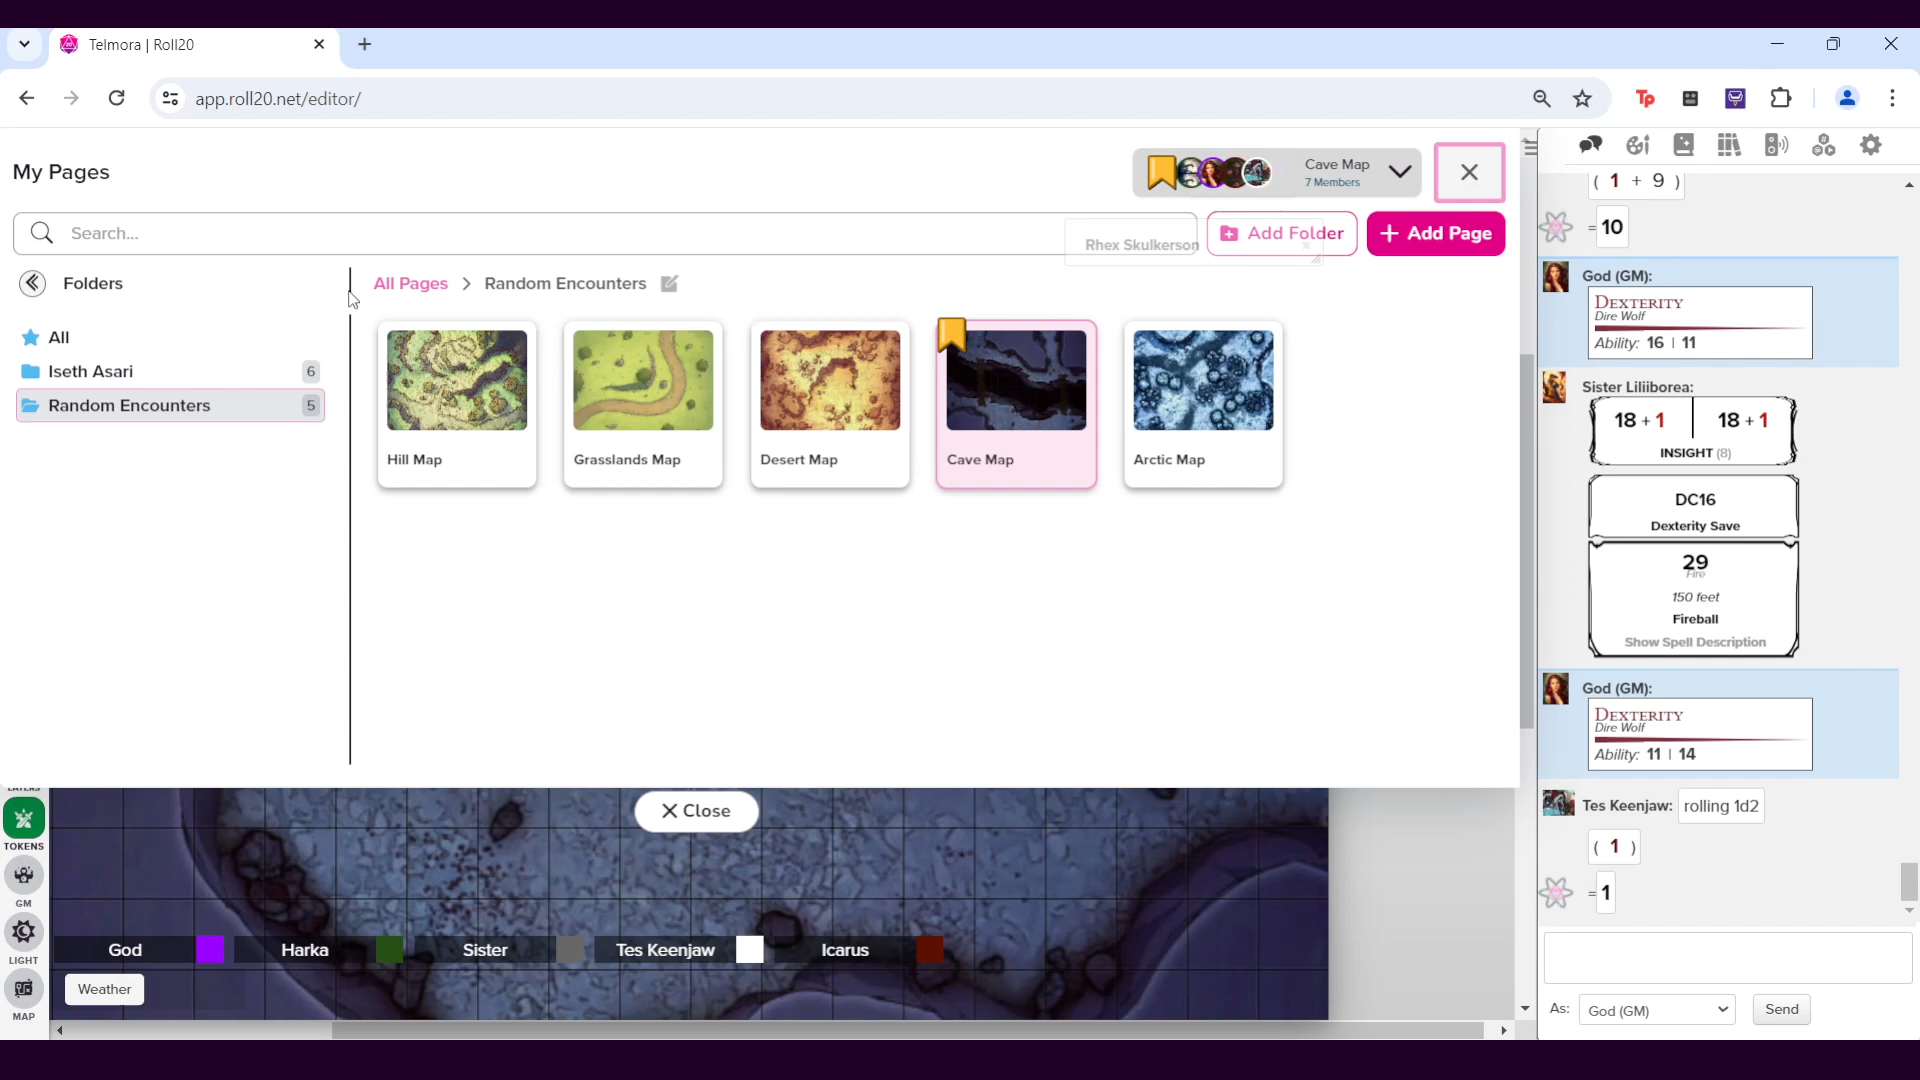 Telmora | Roll20
app.roll20.net/editor/
Tp
My Pages
Cave Map
7 Members
Search...
Rhex Skulkerson
Add Folder
+ Add Page
Folders
All Pages > Random Encounters
All
Iseth Asari 6
Random Encounters 5
Hill Map
Grasslands Map
Desert Map
Cave Map
Arctic Map
Close
LAYERS
TOKENS
GM
LIGHT
MAP
God
Harka
Sister
Tes Keenjaw
Icarus
Weather
( 1 + 9 )
= 10
God (GM):
DEXTERITY
Dire Wolf
Ability: 16 | 11
Sister Liliiborea:
18 + 1 18 + 1
INSIGHT (8)
DC16
Dexterity Save
29
Fire
150 feet
Fireball
Show Spell Description
God (GM):
DEXTERITY
Dire Wolf
Ability: 11 | 14
Tes Keenjaw: rolling 1d2
( 1 )
= 1
As: God (GM) Send